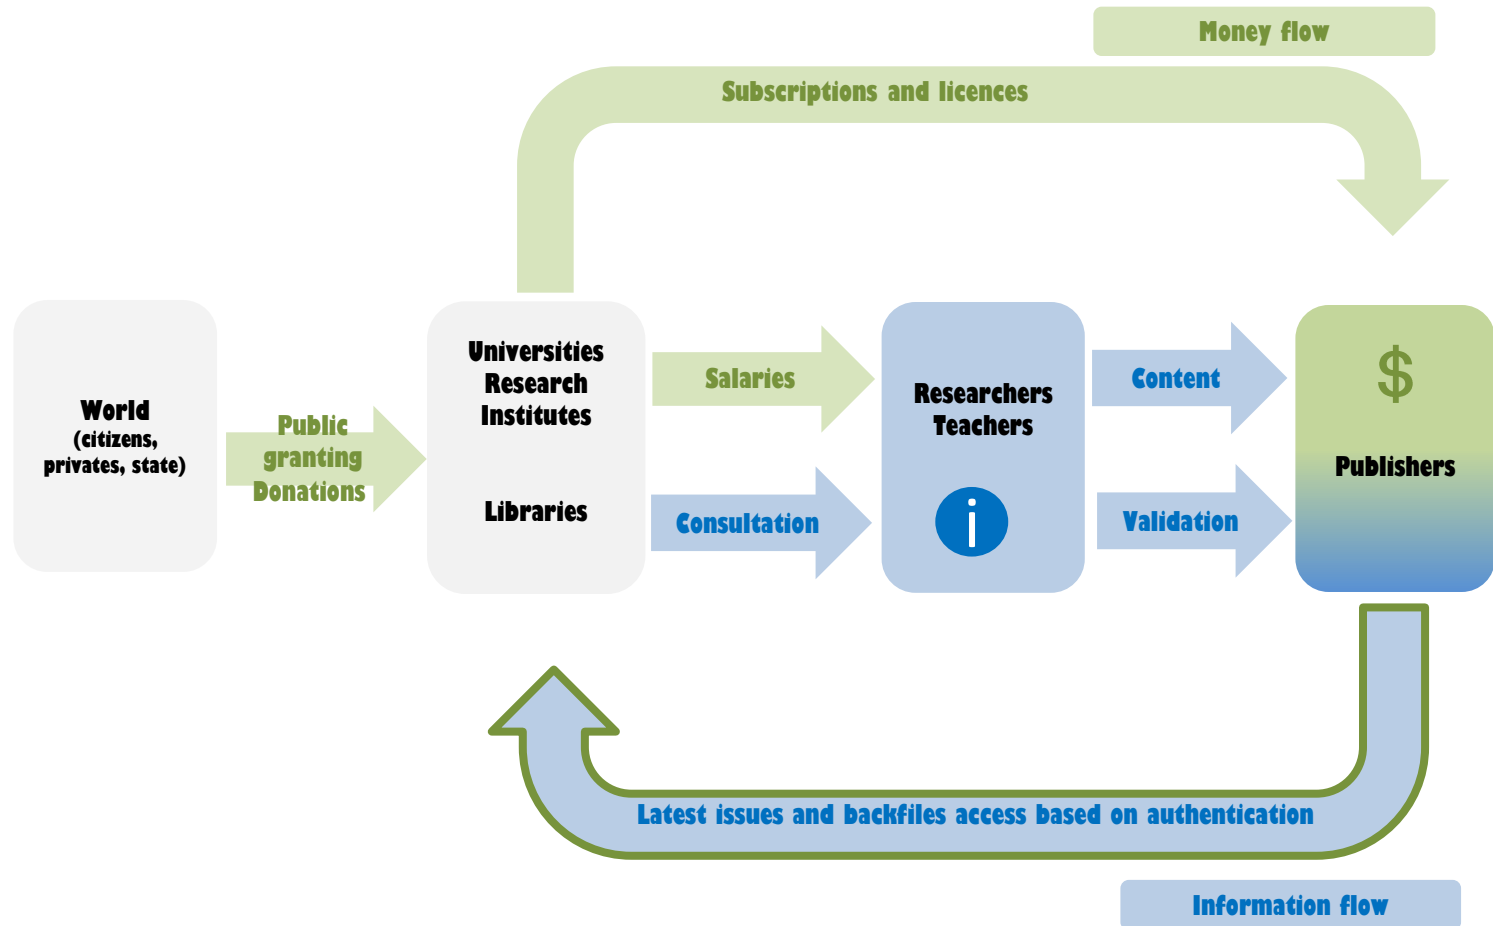 Money flow
Subscriptions and licences
World
(citizens,
privates, state)
Public
granting
Donations
Universities
Research
Institutes
Libraries
Salaries
Consultation
Researchers
Teachers
i
Content
Validation
$
Publishers
Latest issues and backfiles access based on authentication
Information flow